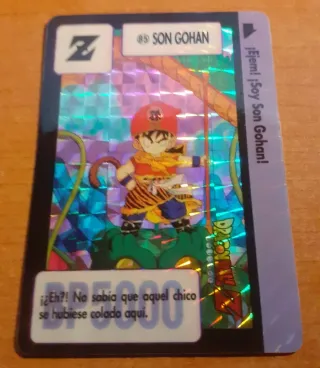 Z
85 SON GOHAN
¡Ejem! ¡Soy Son Gohan!
DRAGON BALL Z
BP5000
¡¿Eh?! No sabía que aquel chico
se hubiese colado aquí.